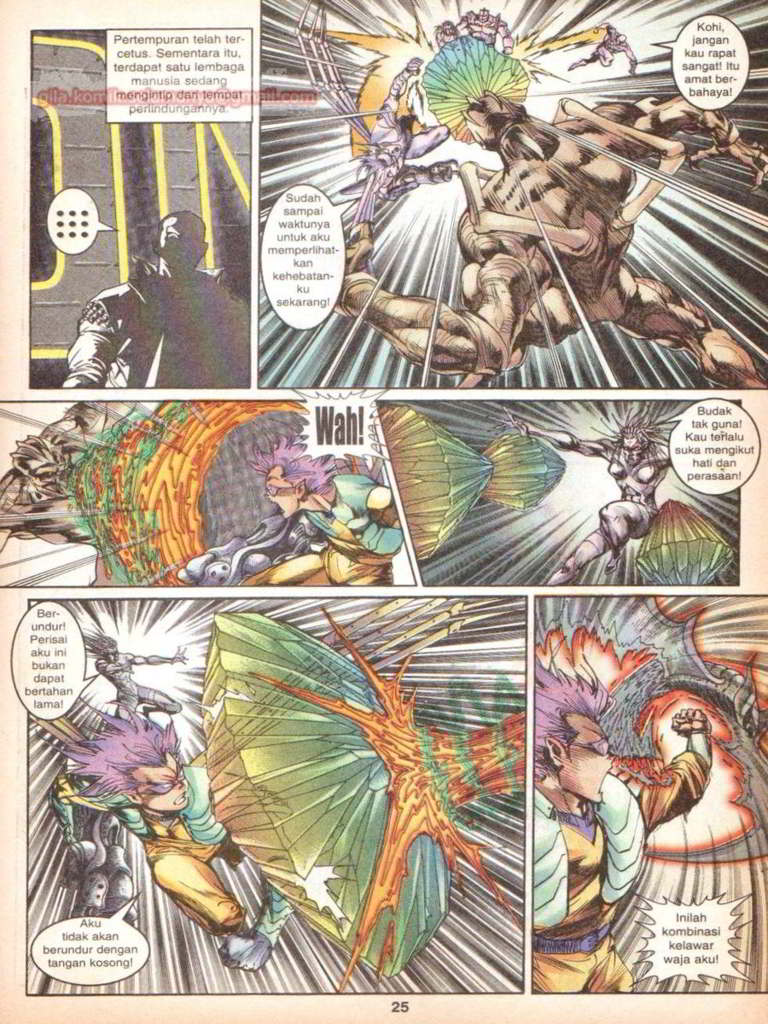 Pertempuran telah ter-
cetus. Sementara itu,
terdapat satu lembaga
manusia sedang
mengintip dari tempat
perlindungannya.
Kohi,
jangan
kau rapat
sangat! Itu
amat ber-
bahaya!
Sudah
sampai
waktunya
untuk aku
memperlihat-
kan
kehebatan-
ku
sekarang!
Wah!
Budak
tak guna!
Kau terlalu
suka mengikut
hati dan
perasaan!
Ber-
undur!
Perisai
aku ini
bukan
dapat
bertahan
lama!
Aku
tidak akan
berundur dengan
tangan kosong!
Inilah
kombinasi
kelawar
waja aku!
25